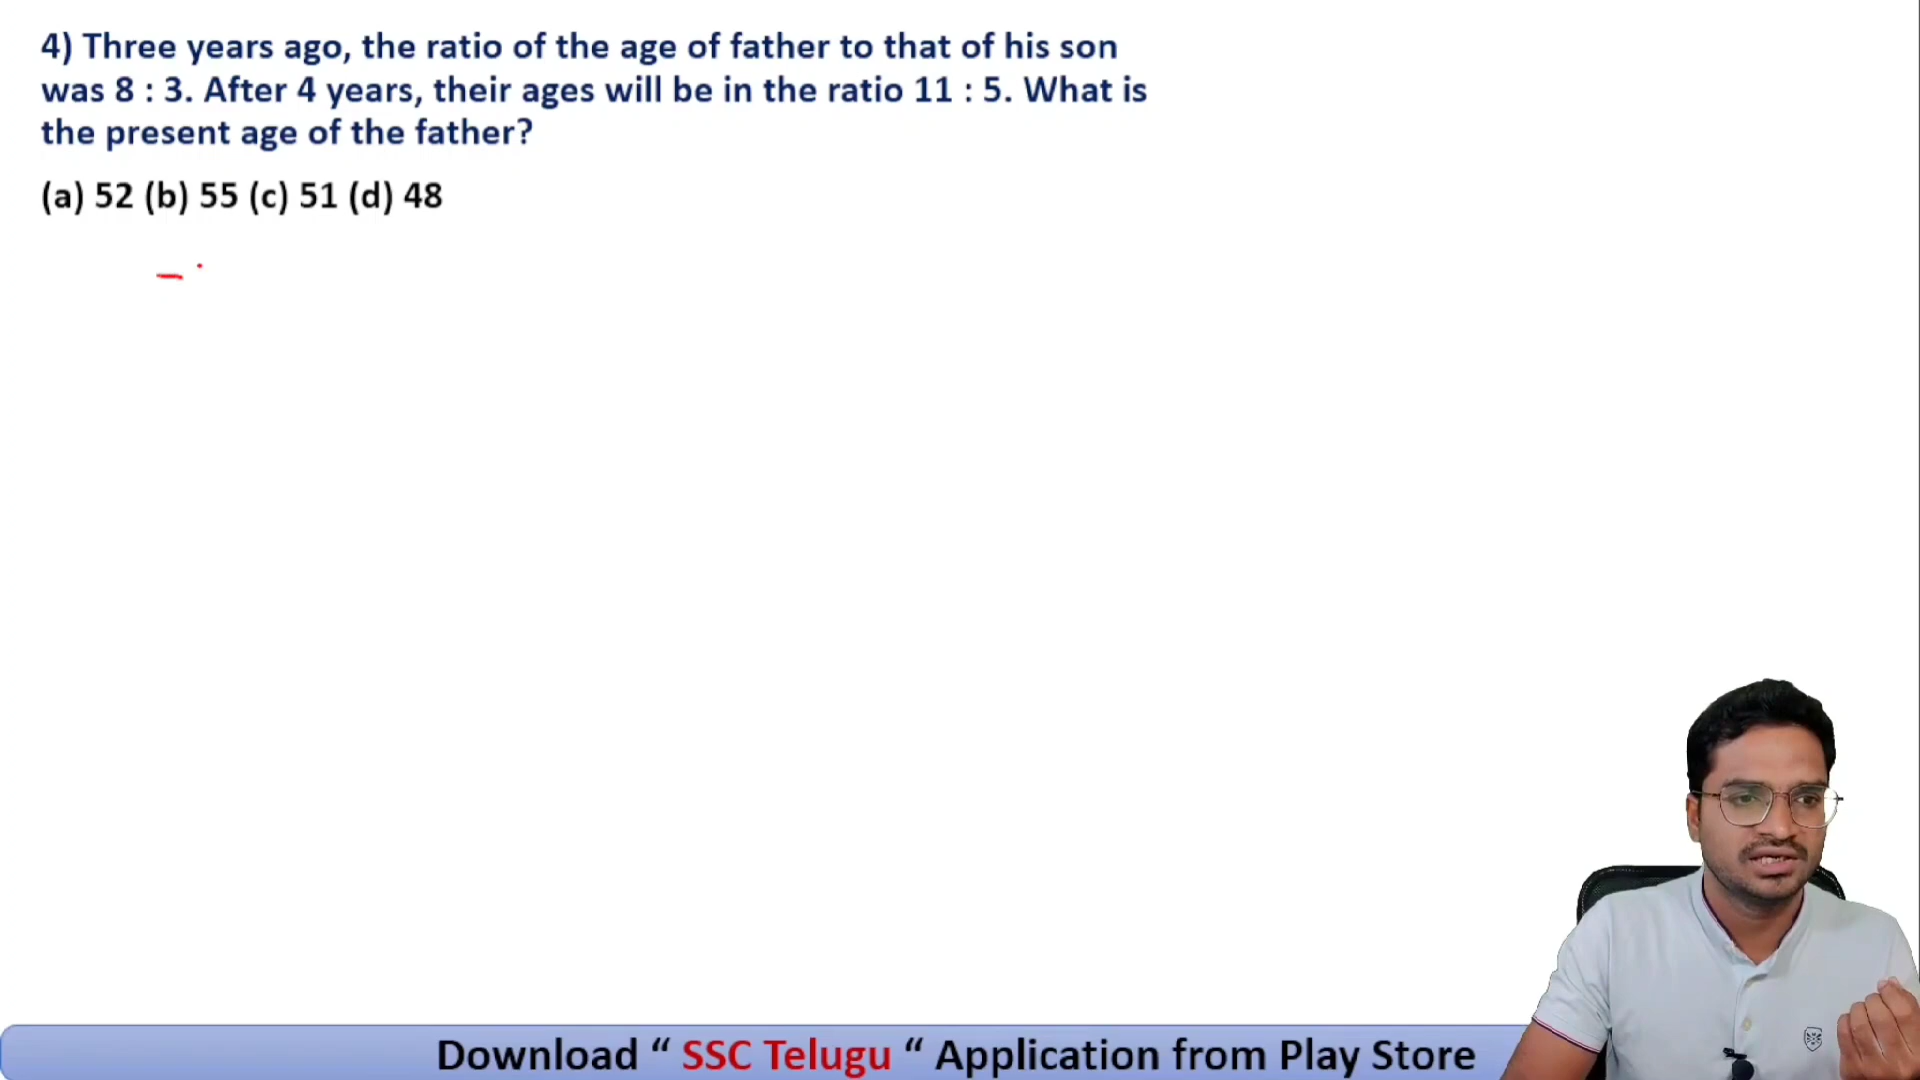 4) Three years ago, the ratio of the age of father to that of his son
was 8 : 3. After 4 years, their ages will be in the ratio 11 : 5. What is
the present age of the father?
(a) 52 (b) 55 (c) 51 (d) 48
Download “ SSC Telugu “ Application from Play Store